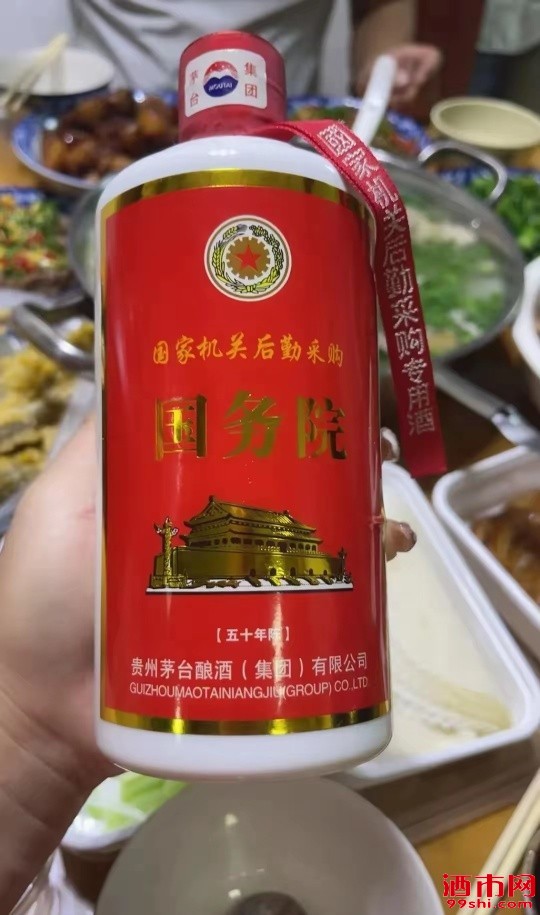 茅台
集团
MOUTAI
国家机关后勤采购专用酒
国家机关后勤采购
国务院
【五十年陈】
贵州茅台酿酒（集团）有限公司
GUIZHOUMAOTAINIANGJIU(GROUP) CO.,LTD.
酒市网
99shi.com